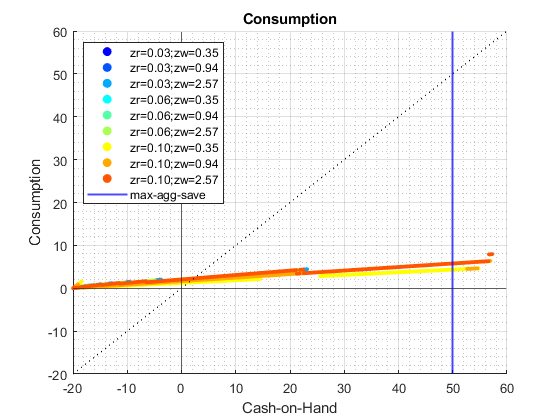 Consumption
60
50
40
30
20
10
0
-10
-20
Consumption
zr=0.03;zw=0.35
zr=0.03;zw=0.94
zr=0.03;zw=2.57
zr=0.06;zw=0.35
zr=0.06;zw=0.94
zr=0.06;zw=2.57
zr=0.10;zw=0.35
zr=0.10;zw=0.94
zr=0.10;zw=2.57
max-agg-save
-20 -10 0 10 20 30 40 50 60
Cash-on-Hand